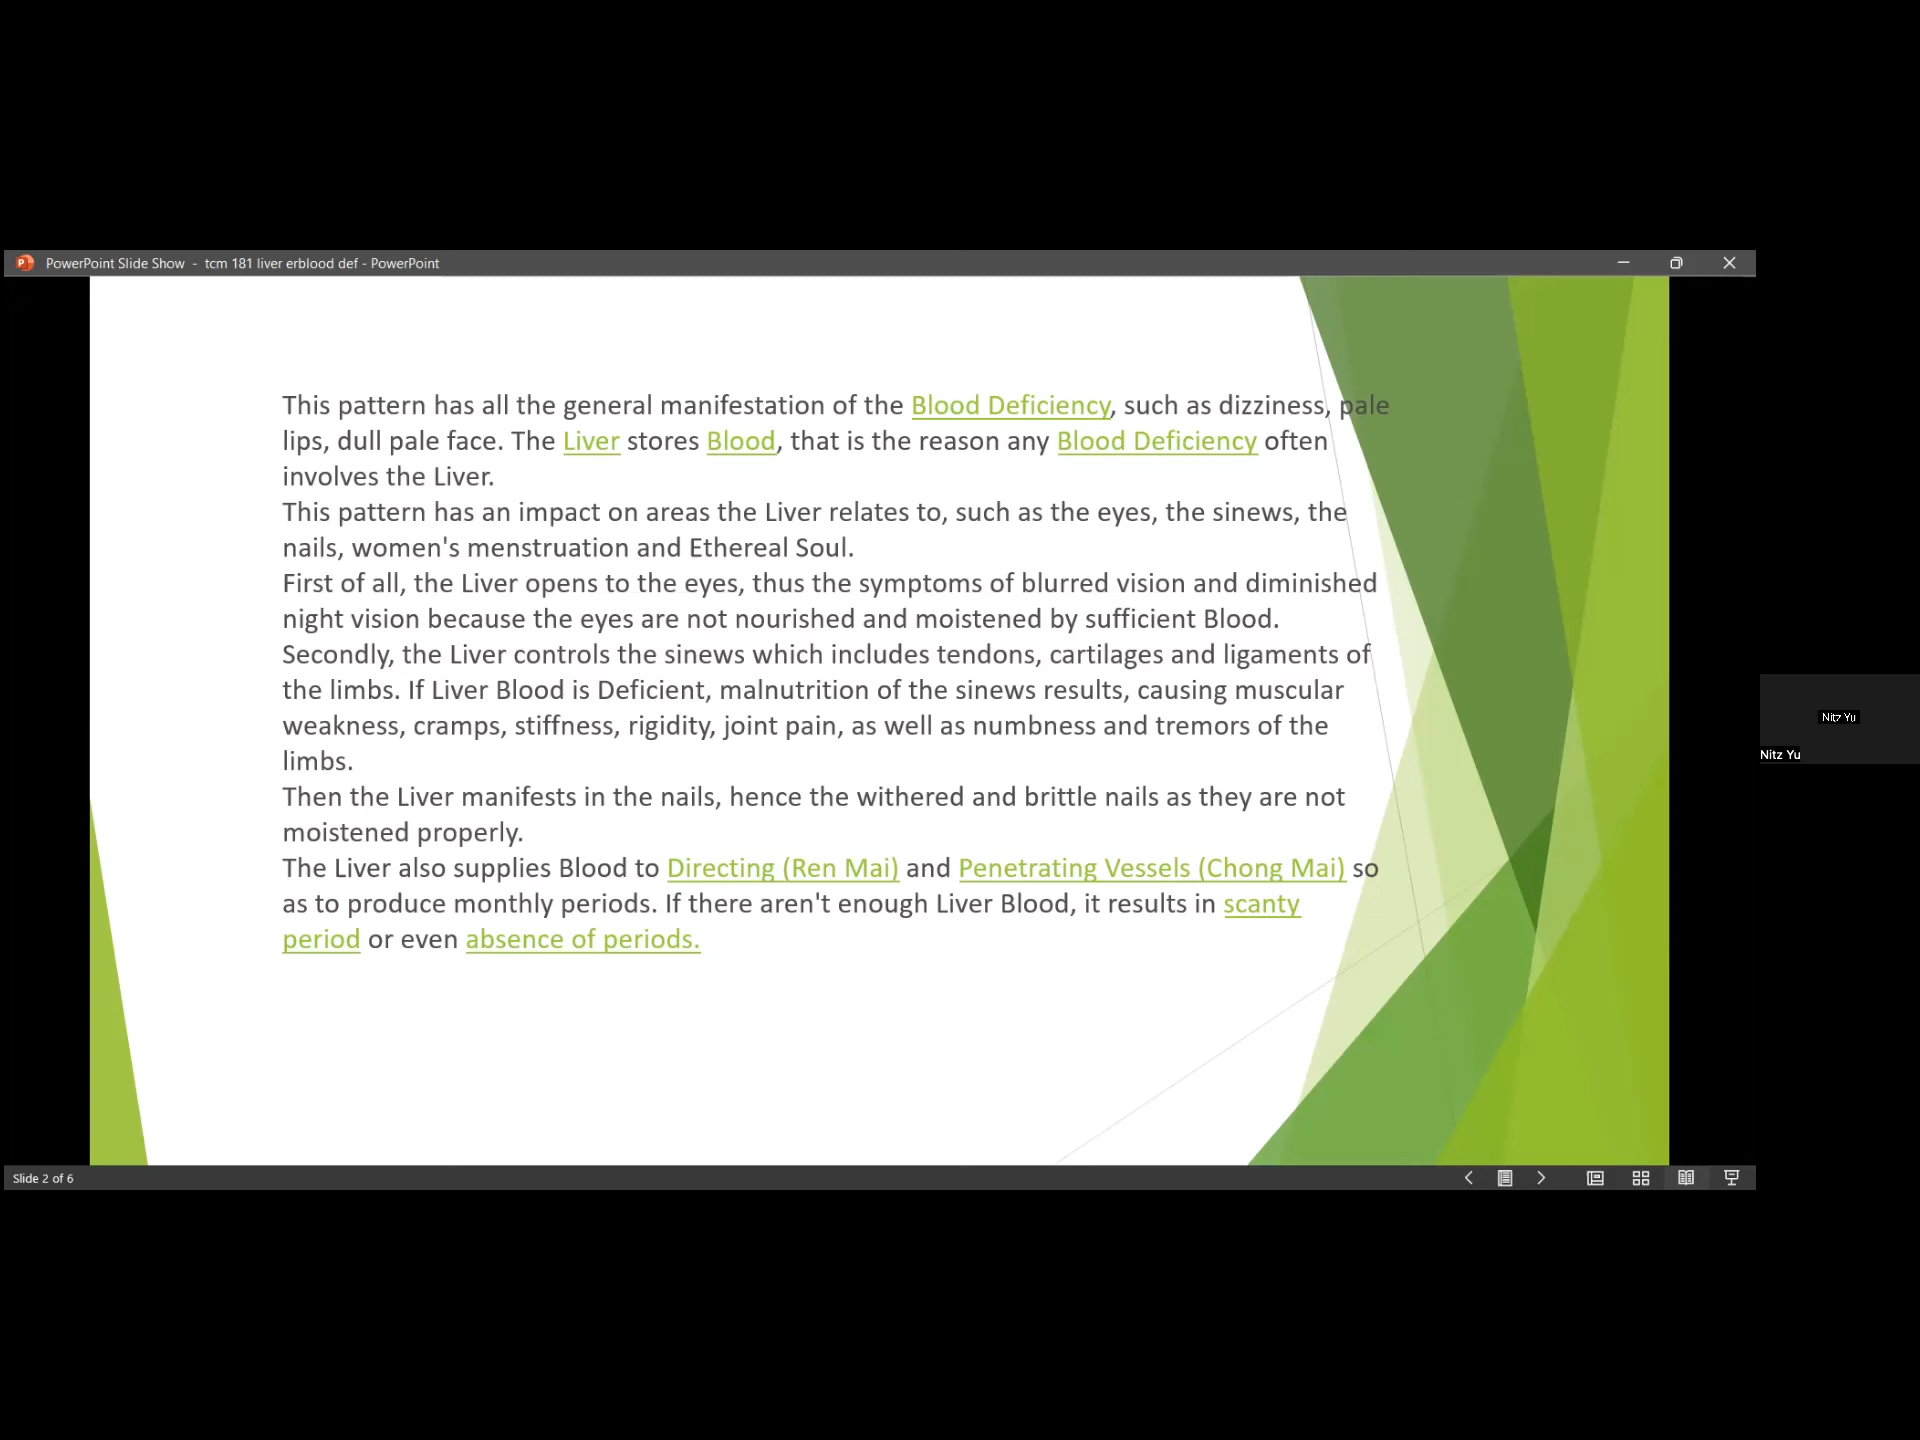 PowerPoint Slide Show - tcm 181 liver erblood def - PowerPoint
This pattern has all the general manifestation of the Blood Deficiency, such as dizziness, pale
lips, dull pale face. The Liver stores Blood, that is the reason any Blood Deficiency often
involves the Liver.
This pattern has an impact on areas the Liver relates to, such as the eyes, the sinews, the
nails, women's menstruation and Ethereal Soul.
First of all, the Liver opens to the eyes, thus the symptoms of blurred vision and diminished
night vision because the eyes are not nourished and moistened by sufficient Blood.
Secondly, the Liver controls the sinews which includes tendons, cartilages and ligaments of
the limbs. If Liver Blood is Deficient, malnutrition of the sinews results, causing muscular
weakness, cramps, stiffness, rigidity, joint pain, as well as numbness and tremors of the
limbs.
Then the Liver manifests in the nails, hence the withered and brittle nails as they are not
moistened properly.
The Liver also supplies Blood to Directing (Ren Mai) and Penetrating Vessels (Chong Mai) so
as to produce monthly periods. If there aren't enough Liver Blood, it results in scanty
period or even absence of periods.
Nitz Yu
Nitz Yu
Slide 2 of 6